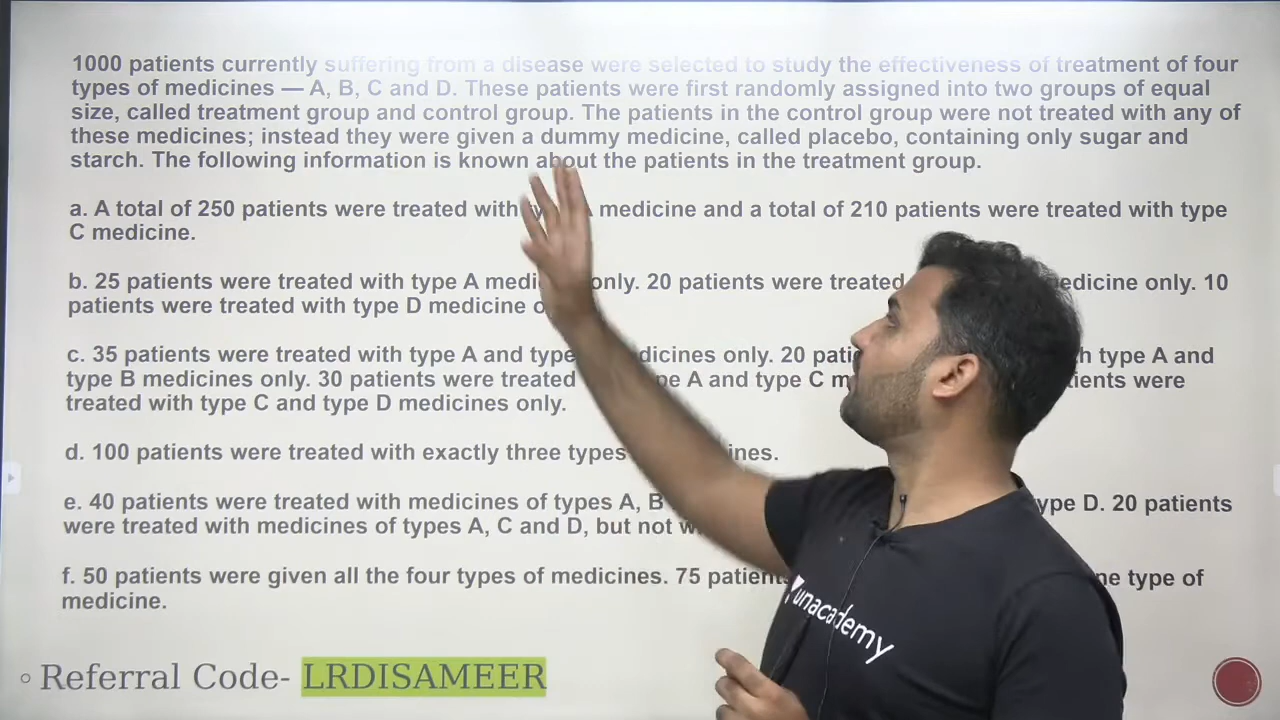 1000 patients currently suffering from a disease were selected to study the effectiveness of treatment of four
types of medicines — A, B, C and D. These patients were first randomly assigned into two groups of equal
size, called treatment group and control group. The patients in the control group were not treated with any of
these medicines; instead they were given a dummy medicine, called placebo, containing only sugar and
starch. The following information is known about the patients in the treatment group.
a. A total of 250 patients were treated with medicine and a total of 210 patients were treated with type
C medicine.
b. 25 patients were treated with type A only. 20 patients were treated medicine only. 10
patients were treated with type D medicine
c. 35 patients were treated with type A and type medicines only. 20 type A and
type B medicines only. 30 patients were treated type A and type C patients were
treated with type C and type D medicines only.
d. 100 patients were treated with exactly three types
e. 40 patients were treated with medicines of types A, B type D. 20 patients
were treated with medicines of types A, C and D, but not
f. 50 patients were given all the four types of medicines. 75 patients type of
medicine.
unacademy
Referral Code- LRDISAMEER